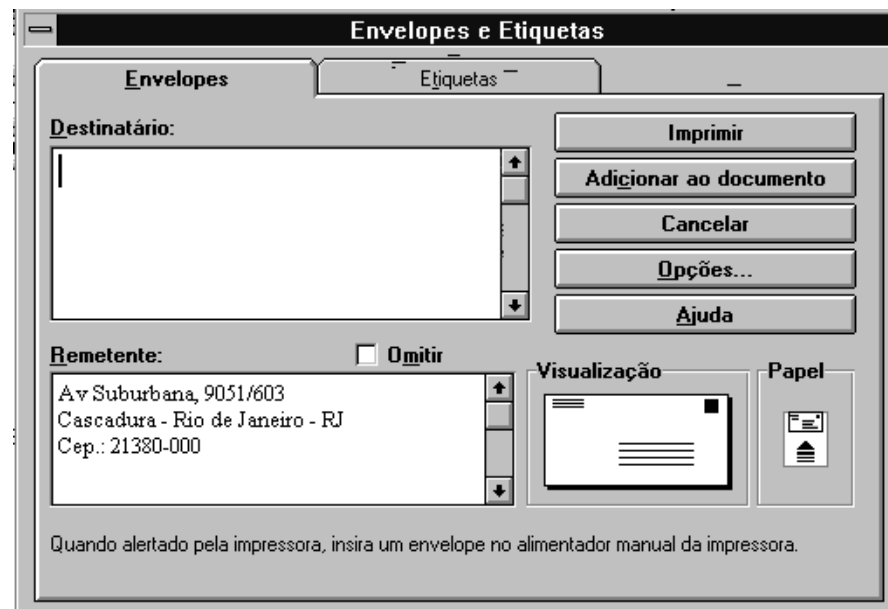 Envelopes e Etiquetas
Envelopes
Etiquetas
Destinatário:
Imprimir
Adicionar ao documento
Cancelar
Opções...
Ajuda
Remetente:
Omitir
Av Suburbana, 9051/603
Cascadura - Rio de Janeiro - RJ
Cep.: 21380-000
Visualização
Papel
Quando alertado pela impressora, insira um envelope no alimentador manual da impressora.